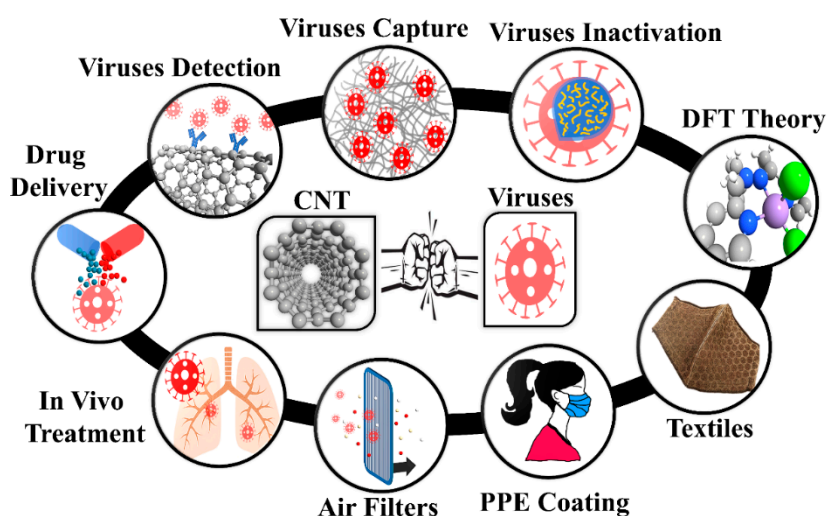 Viruses Capture
Viruses Inactivation
Viruses Detection
DFT Theory
Drug
Delivery
CNT
Viruses
In Vivo
Treatment
Textiles
Air Filters
PPE Coating